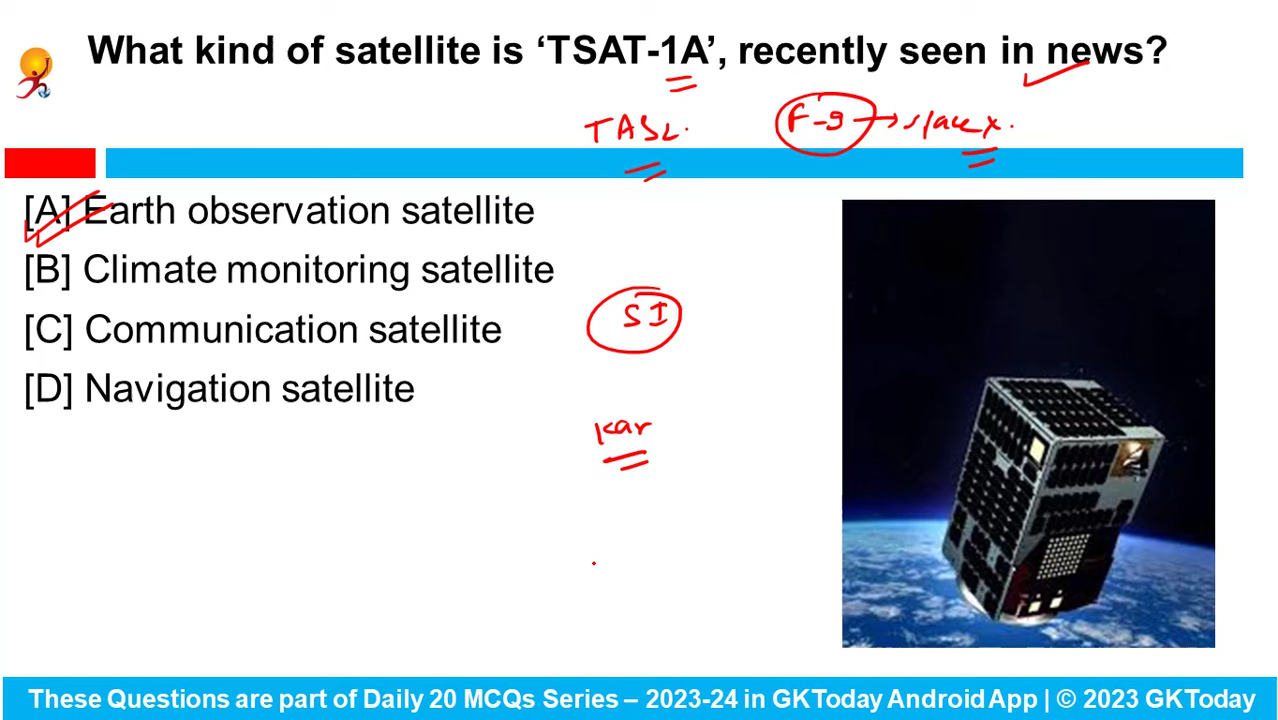 What kind of satellite is ‘TSAT-1A’, recently seen in news?
TASL.
F-9 → spacex.
[A] Earth observation satellite
[B] Climate monitoring satellite
[C] Communication satellite
[D] Navigation satellite
SI
Kar
These Questions are part of Daily 20 MCQs Series – 2023-24 in GKToday Android App | © 2023 GKToday